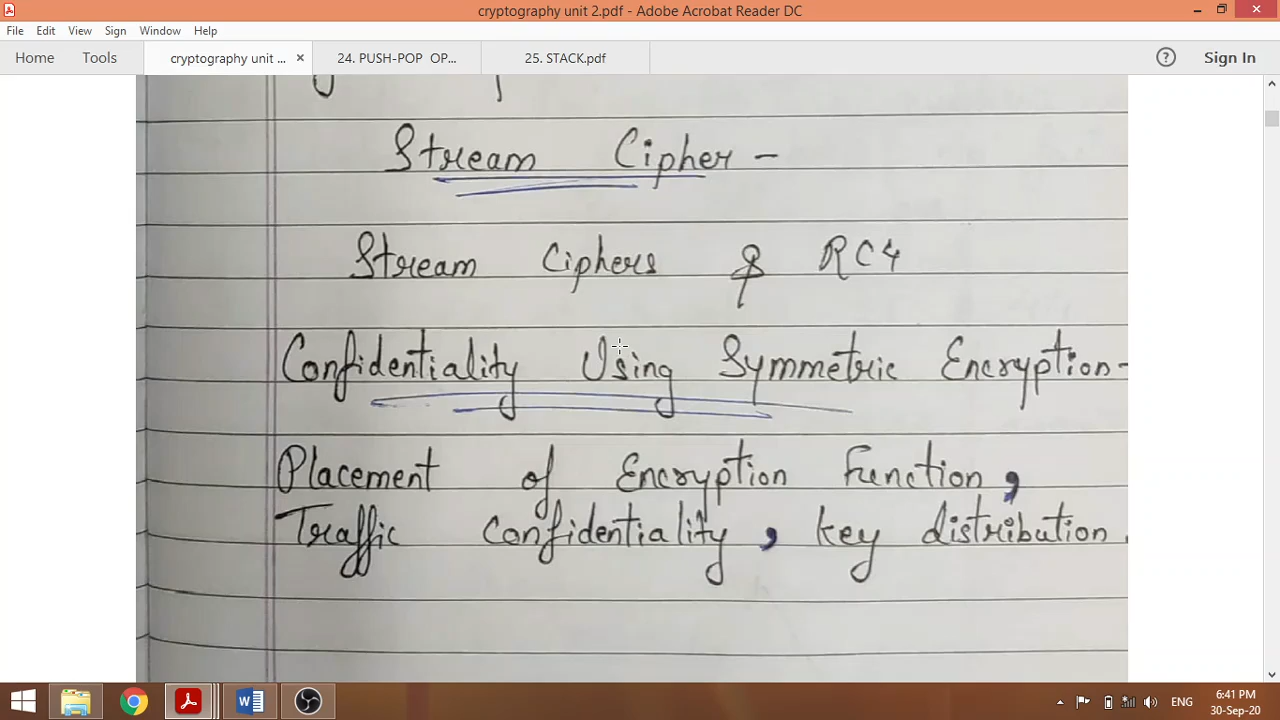 cryptography unit 2.pdf - Adobe Acrobat Reader DC
File Edit View Sign Window Help
Home Tools cryptography unit ... × 24. PUSH-POP OP... 25. STACK.pdf ? Sign In
Stream Cipher -
Stream Ciphers & RC4
Confidentiality Using Symmetric Encryption-
Placement of Encryption Function,
Traffic Confidentiality, key distribution.
ENG
6:41 PM
30-Sep-20